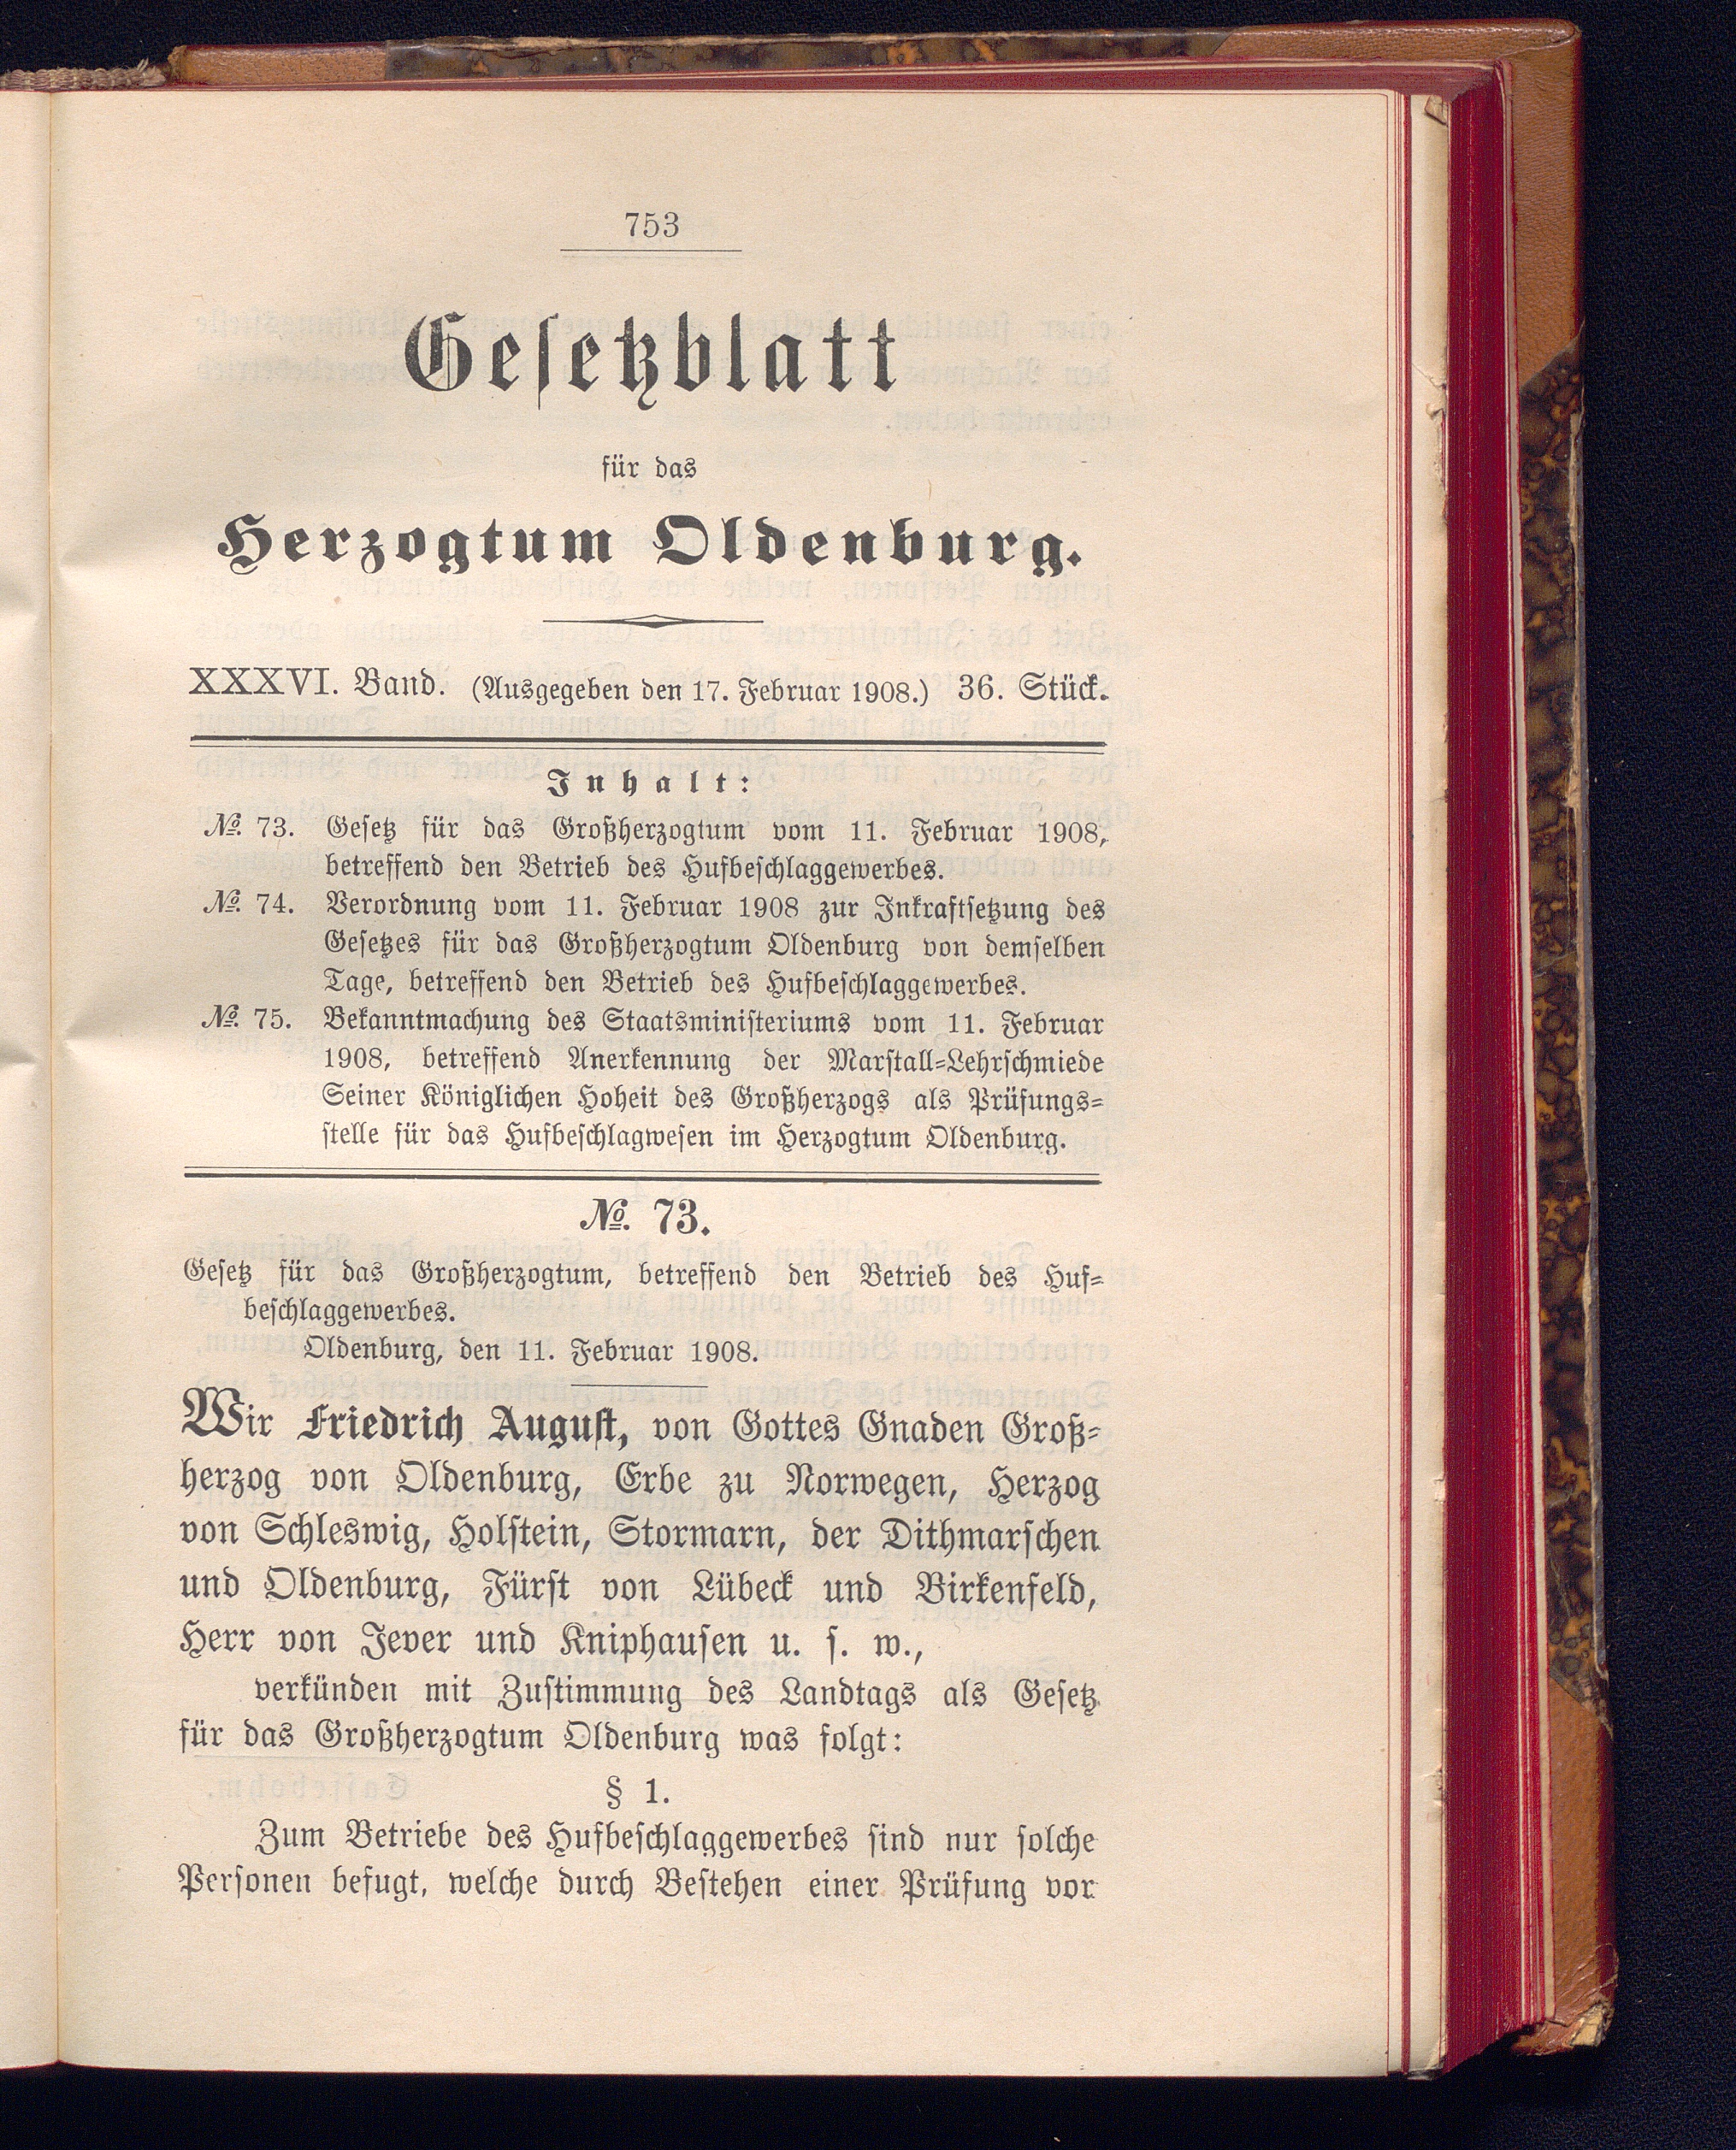 753
Gesetzblatt
für das
Herzogtum Oldenburg.
XXXVI. Band. (Ausgegeben den 17. Februar 1908.) 36. Stück.
Inhalt:
№. 73. Gesetz für das Großherzogtum vom 11. Februar 1908,
betreffend den Betrieb des Hufbeschlaggewerbes.
№. 74. Verordnung vom 11. Februar 1908 zur Inkraftsetzung des
Gesetzes für das Großherzogtum Oldenburg von demselben
Tage, betreffend den Betrieb des Hufbeschlaggewerbes.
№. 75. Bekanntmachung des Staatsministeriums vom 11. Februar
1908, betreffend Anerkennung der Marstall-Lehrschmiede
Seiner Königlichen Hoheit des Großherzogs als Prüfungs-
stelle für das Hufbeschlagwesen im Herzogtum Oldenburg.
№. 73.
Gesetz für das Großherzogtum, betreffend den Betrieb des Huf-
beschlaggewerbes.
Oldenburg, den 11. Februar 1908.
Wir Friedrich August, von Gottes Gnaden Groß-
herzog von Oldenburg, Erbe zu Norwegen, Herzog
von Schleswig, Holstein, Stormarn, der Dithmarschen
und Oldenburg, Fürst von Lübeck und Birkenfeld,
Herr von Jever und Kniphausen u. s. w.,
verkünden mit Zustimmung des Landtags als Gesetz
für das Großherzogtum Oldenburg was folgt:
§ 1.
Zum Betriebe des Hufbeschlaggewerbes sind nur solche
Personen befugt, welche durch Bestehen einer Prüfung vor